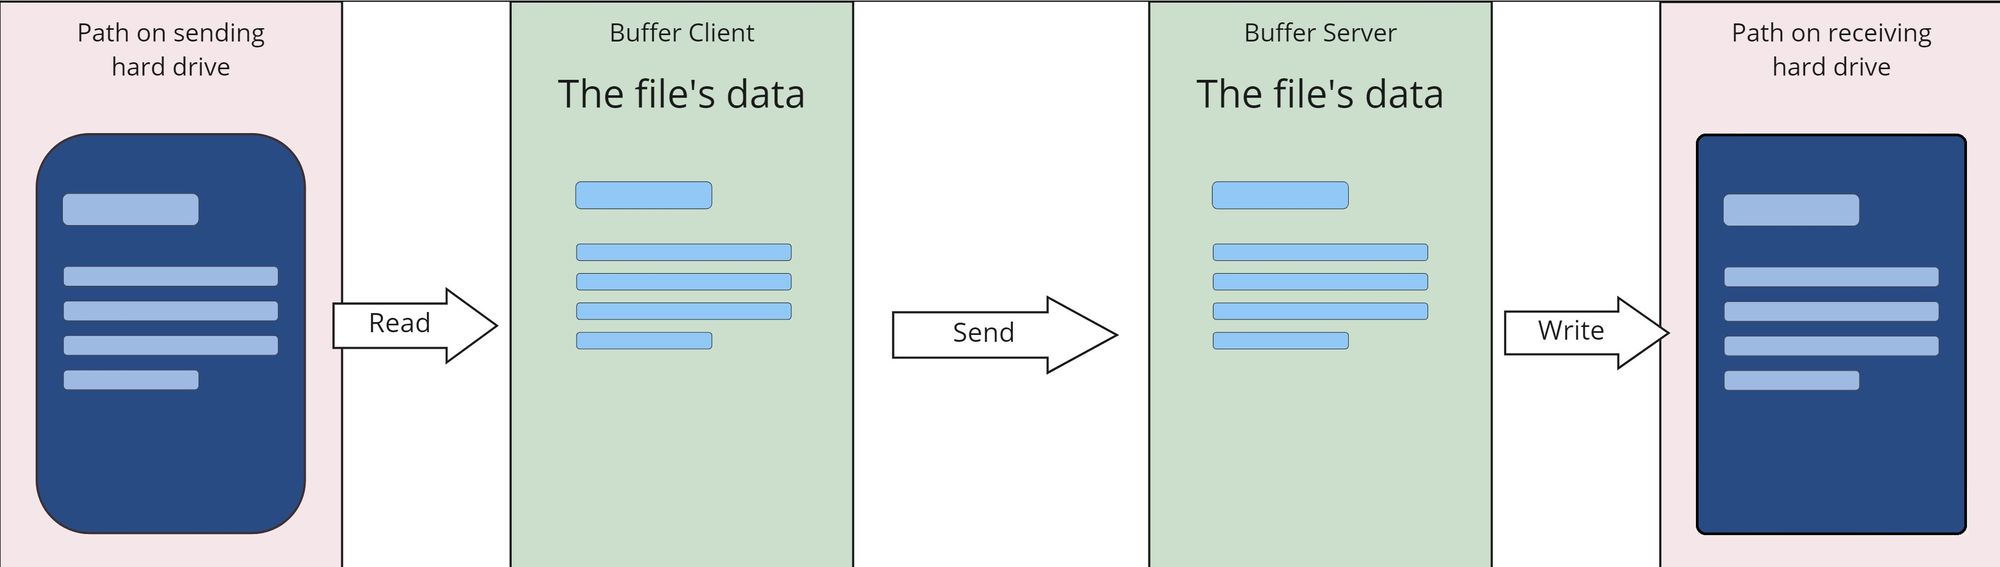 Path on sending
hard drive
Read
Buffer Client
The file's data
Send
Buffer Server
The file's data
Write
Path on receiving
hard drive